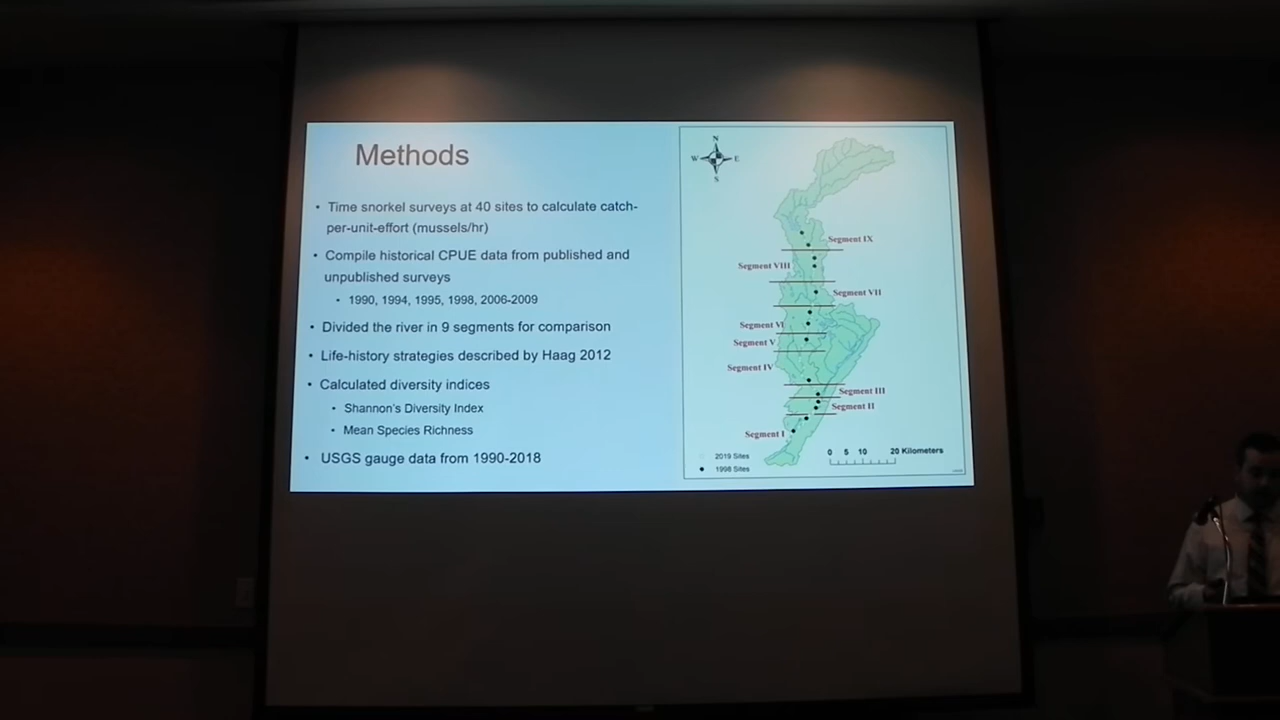 Methods
• Time snorkel surveys at 40 sites to calculate catch-
per-unit-effort (mussels/hr)
• Compile historical CPUE data from published and
unpublished surveys
• 1990, 1994, 1995, 1998, 2006-2009
• Divided the river in 9 segments for comparison
• Life-history strategies described by Haag 2012
• Calculated diversity indices
• Shannon's Diversity Index
• Mean Species Richness
• USGS gauge data from 1990-2018
N
W E
S
Segment IX
Segment VIII
Segment VII
Segment VI
Segment V
Segment IV
Segment III
Segment II
Segment I
2019 Sites
1998 Sites
0 5 10 20 Kilometers